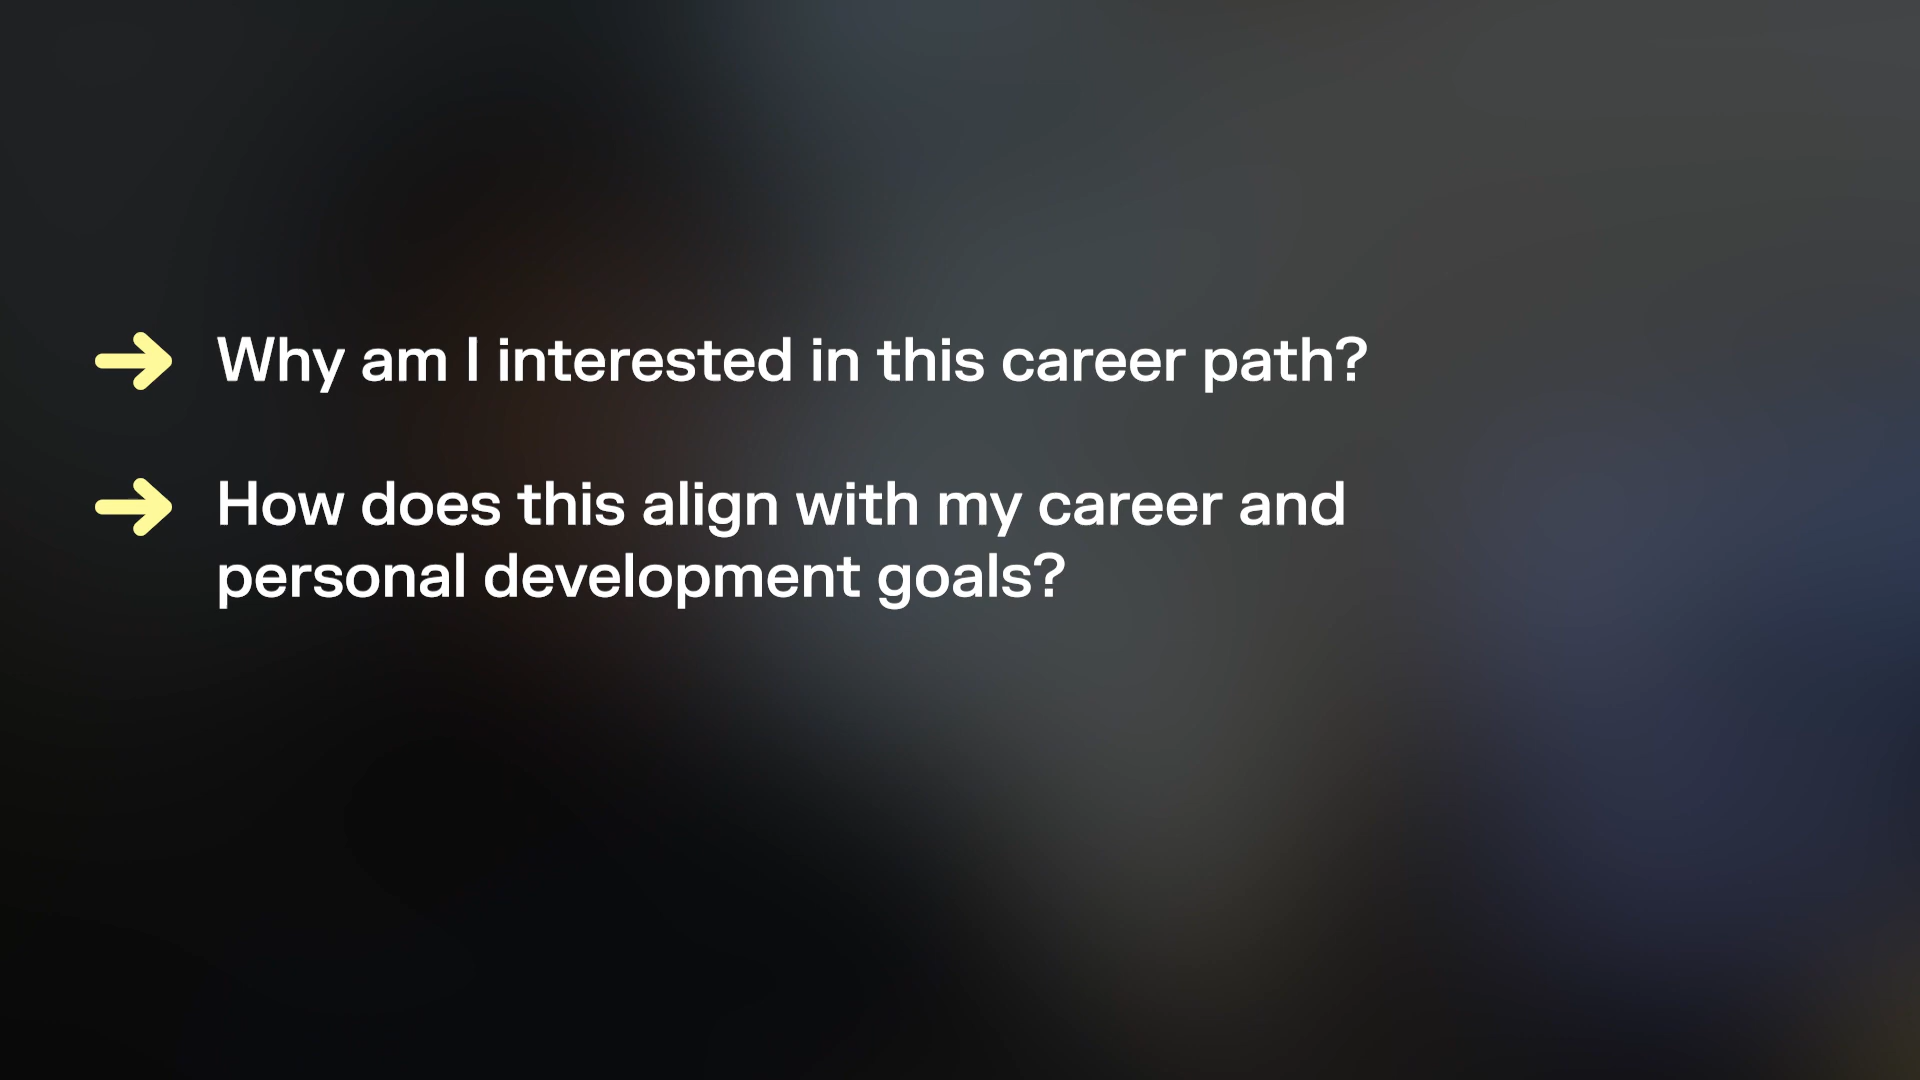 Why am I interested in this career path?
How does this align with my career and
personal development goals?